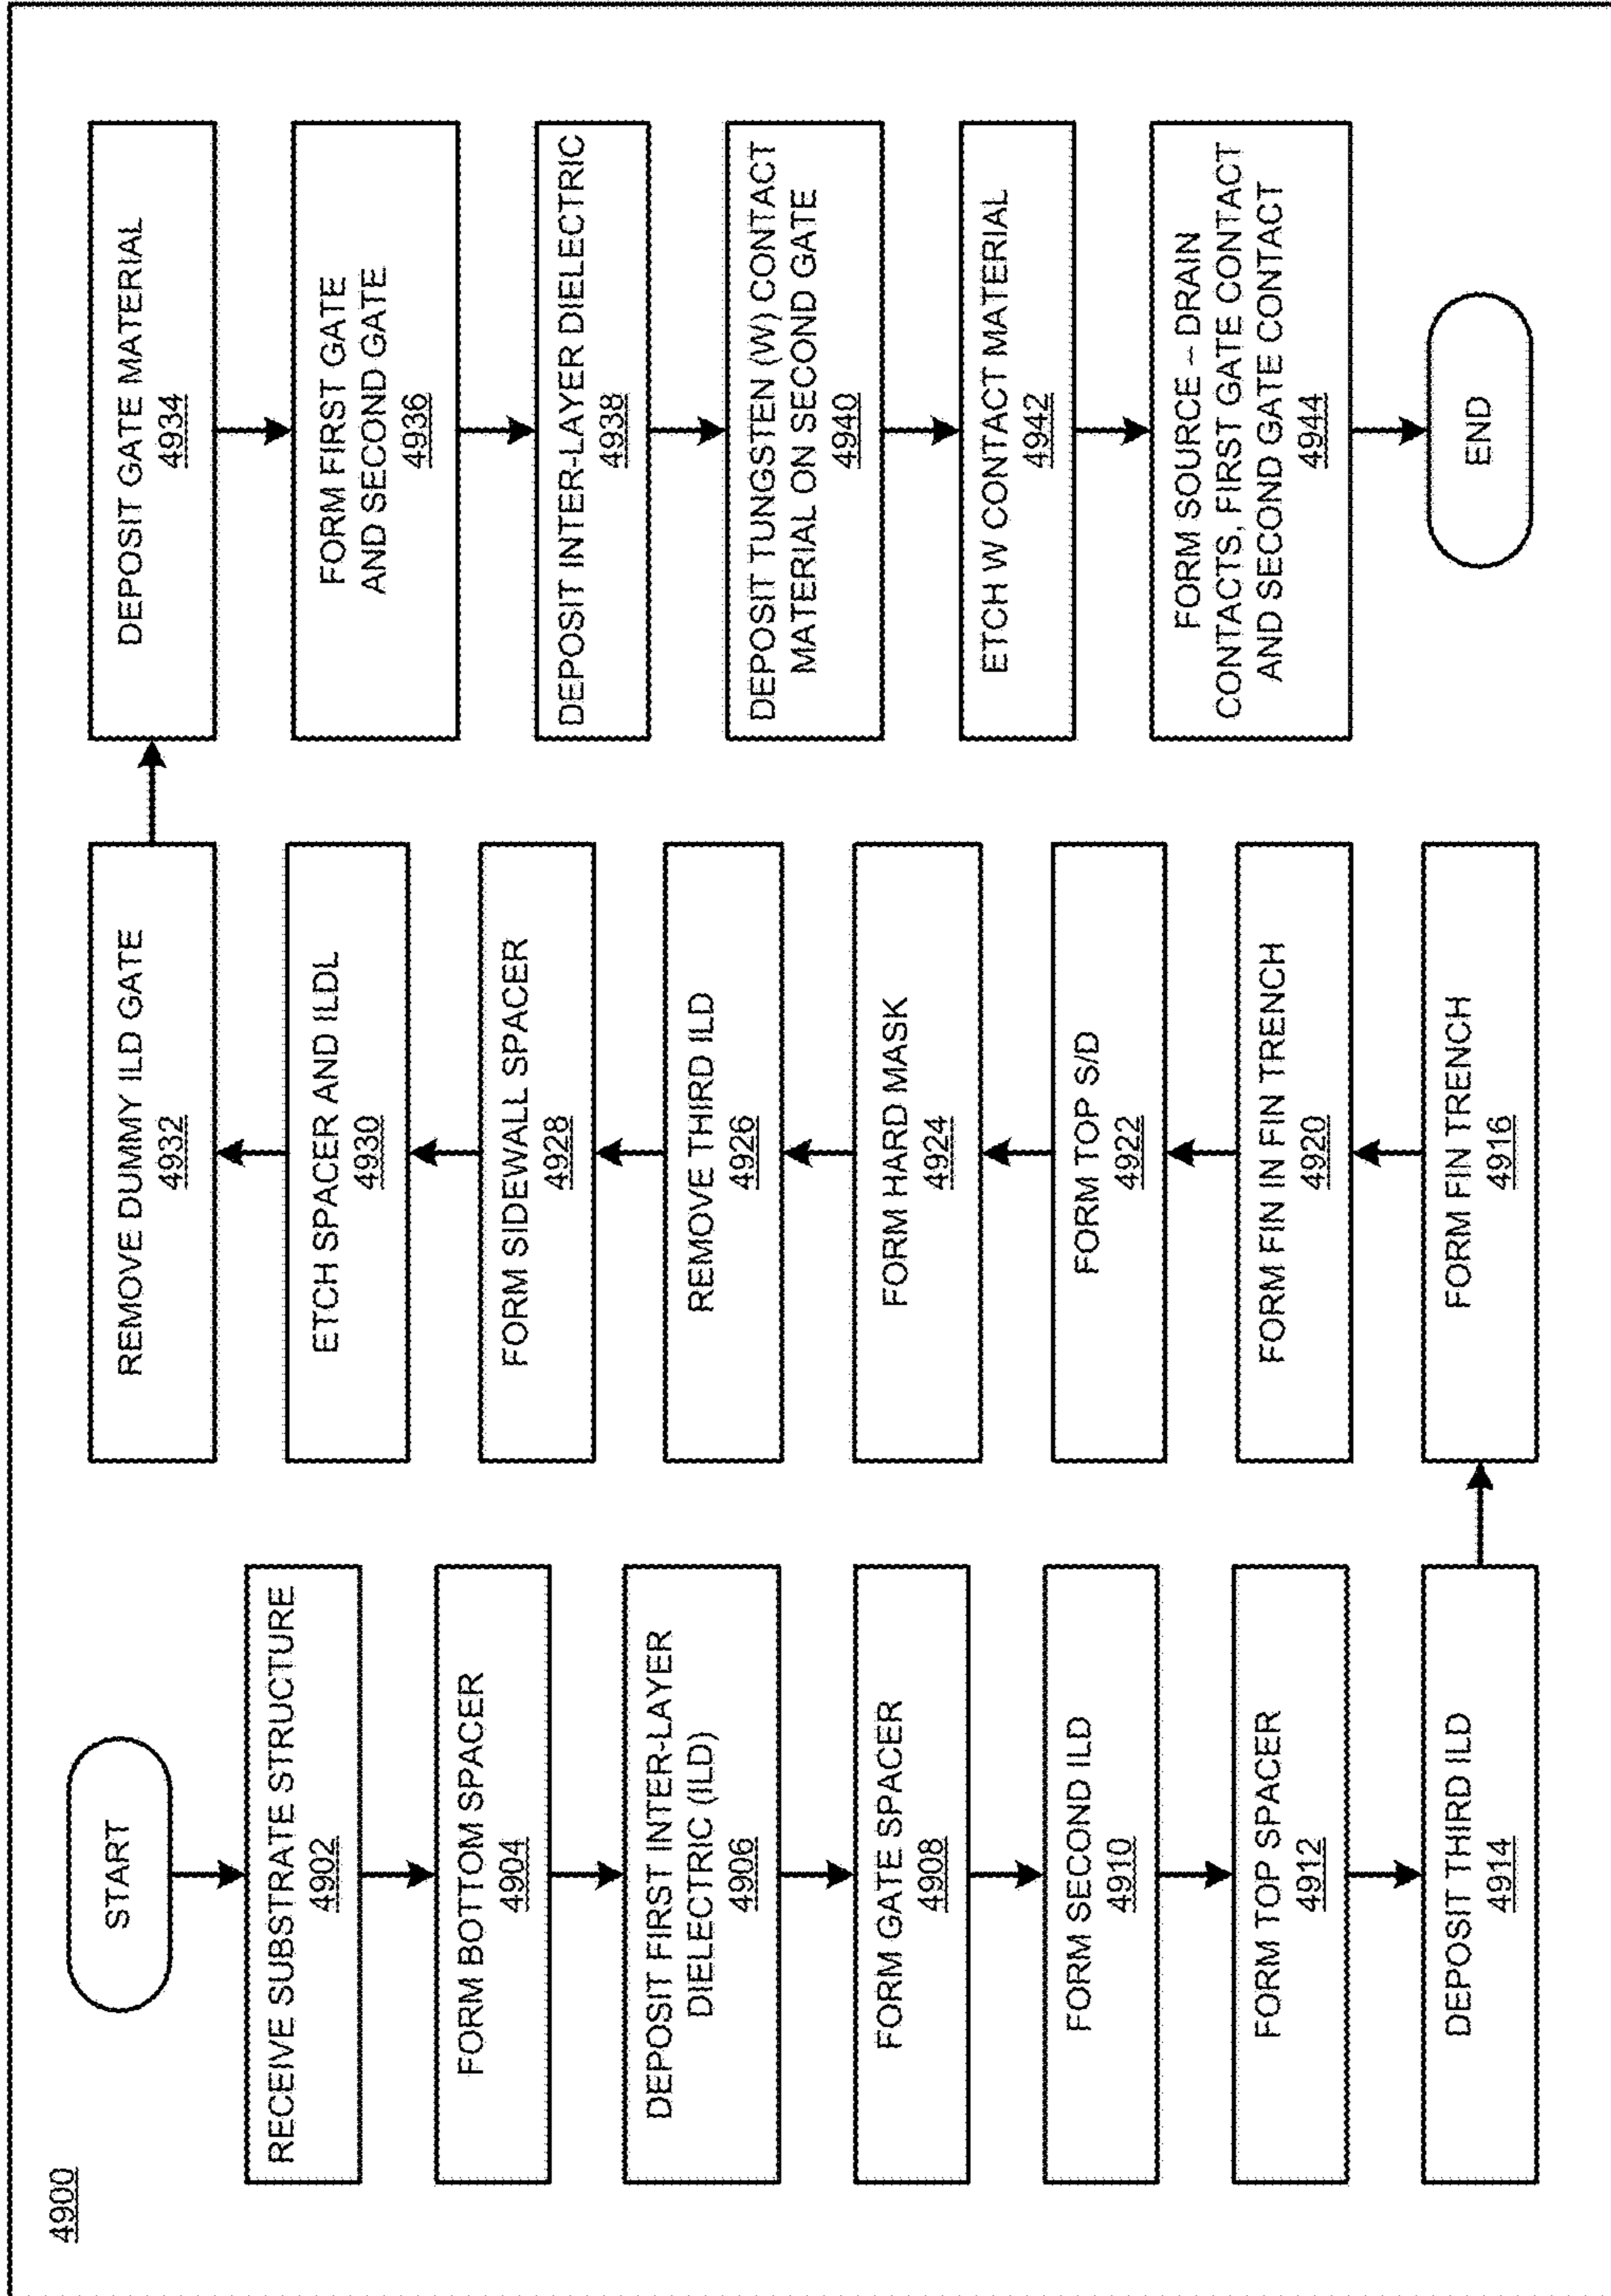 4900
START
RECEIVE SUBSTRATE STRUCTURE
4902
FORM BOTTOM SPACER
4904
DEPOSIT FIRST INTER-LAYER
DIELECTRIC (ILD)
4906
FORM GATE SPACER
4908
FORM SECOND ILD
4910
FORM TOP SPACER
4912
DEPOSIT THIRD ILD
4914
FORM FIN TRENCH
4916
FORM FIN IN FIN TRENCH
4920
FORM TOP S/D
4922
FORM HARD MASK
4924
REMOVE THIRD ILD
4926
FORM SIDEWALL SPACER
4928
ETCH SPACER AND ILDL
4930
REMOVE DUMMY ILD GATE
4932
DEPOSIT GATE MATERIAL
4934
FORM FIRST GATE
AND SECOND GATE
4936
DEPOSIT INTER-LAYER DIELECTRIC
4938
DEPOSIT TUNGSTEN (W) CONTACT
MATERIAL ON SECOND GATE
4940
ETCH W CONTACT MATERIAL
4942
FORM SOURCE – DRAIN
CONTACTS, FIRST GATE CONTACT
AND SECOND GATE CONTACT
4944
END